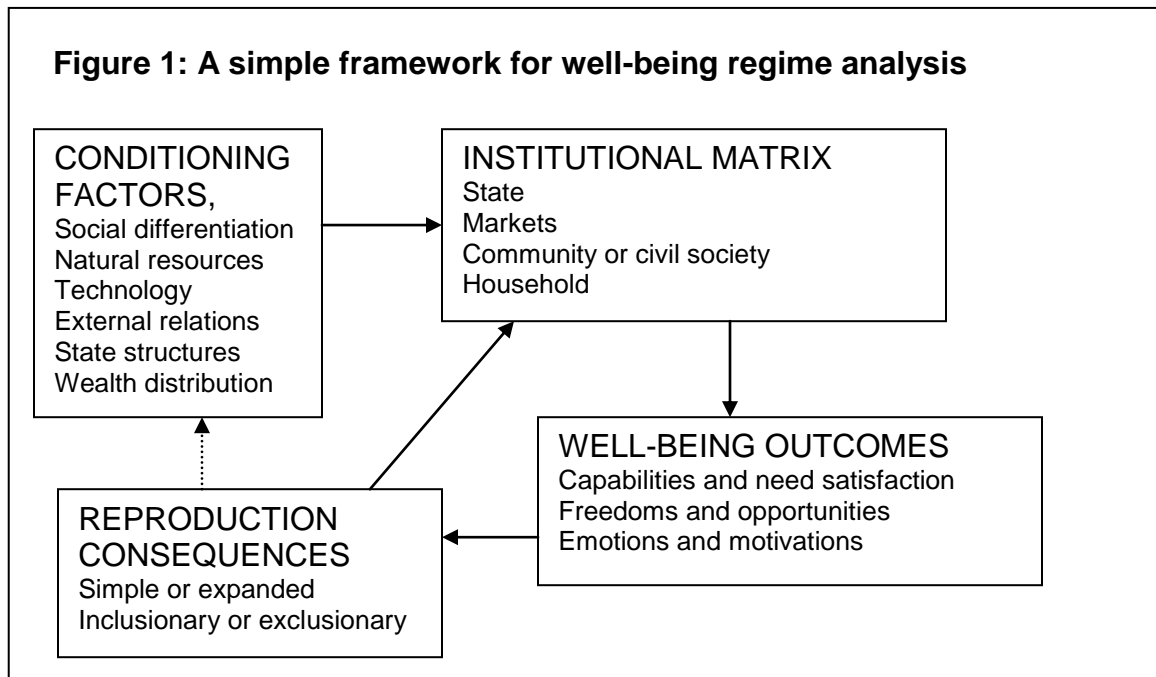 Figure 1: A simple framework for well-being regime analysis
CONDITIONING
FACTORS,
Social differentiation
Natural resources
Technology
External relations
State structures
Wealth distribution
INSTITUTIONAL MATRIX
State
Markets
Community or civil society
Household
WELL-BEING OUTCOMES
Capabilities and need satisfaction
Freedoms and opportunities
Emotions and motivations
REPRODUCTION
CONSEQUENCES
Simple or expanded
Inclusionary or exclusionary